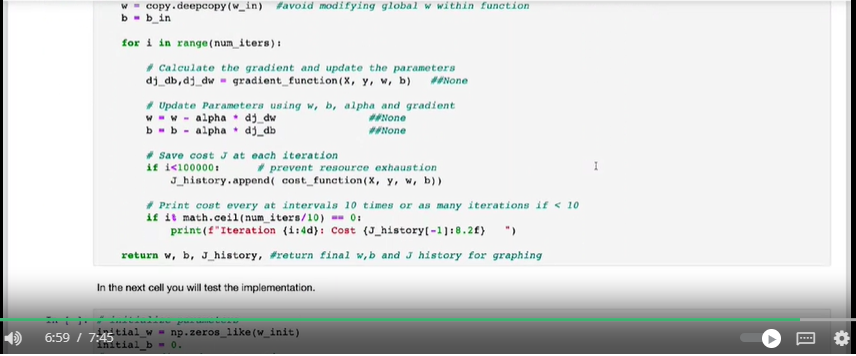 w = copy.deepcopy(w_in)  #avoid modifying global w within function
b = b_in
for i in range(num_iters):
# Calculate the gradient and update the parameters
dj_db,dj_dw = gradient_function(X, y, w, b)   ##None
# Update Parameters using w, b, alpha and gradient
w = w - alpha * dj_dw               ##None
b = b - alpha * dj_db               ##None
# Save cost J at each iteration
if i<100000:      # prevent resource exhaustion
J_history.append( cost_function(X, y, w, b))
# Print cost every at intervals 10 times or as many iterations if < 10
if i% math.ceil(num_iters/10) == 0:
print(f"Iteration {i:4d}: Cost {J_history[-1]:8.2f}   ")
return w, b, J_history, #return final w,b and J history for graphing
In the next cell you will test the implementation.
In [ ]: # initialize parameters
initial_w = np.zeros_like(w_init)
initial_b = 0.
6:59 / 7:45